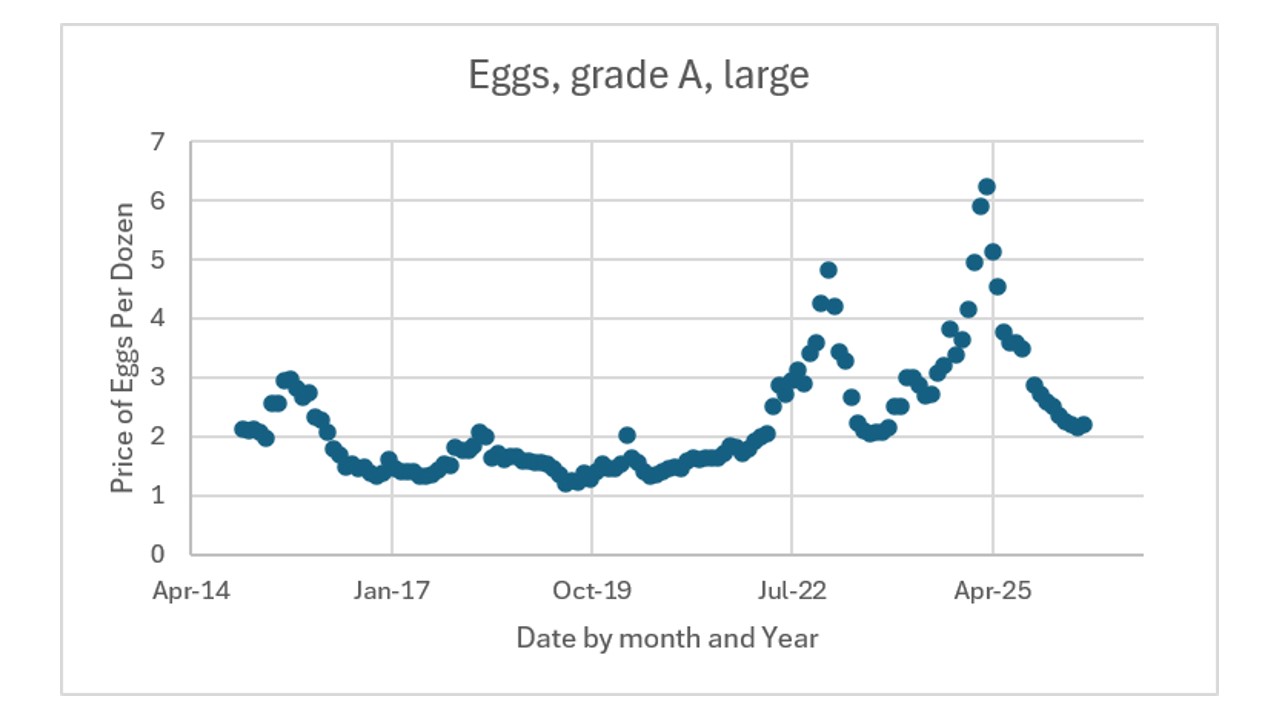 Eggs, grade A, large
Price of Eggs Per Dozen
7
6
5
4
3
2
1
0
Apr-14 Jan-17 Oct-19 Jul-22 Apr-25
Date by month and Year